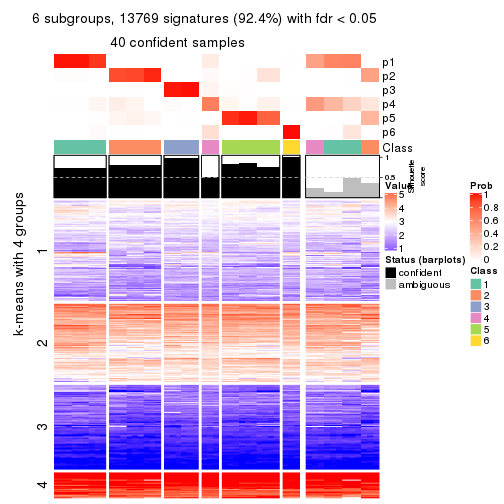 6 subgroups, 13769 signatures (92.4%) with fdr < 0.05
40 confident samples
p1
p2
p3
p4
p5
p6
Class
1
0.5
0
Silhouette
score
k-means with 4 groups
1
2
3
4
Value
5
4
3
2
1
Status (barplots)
confident
ambiguous
Prob
1
0.8
0.6
0.4
0.2
0
Class
1
2
3
4
5
6